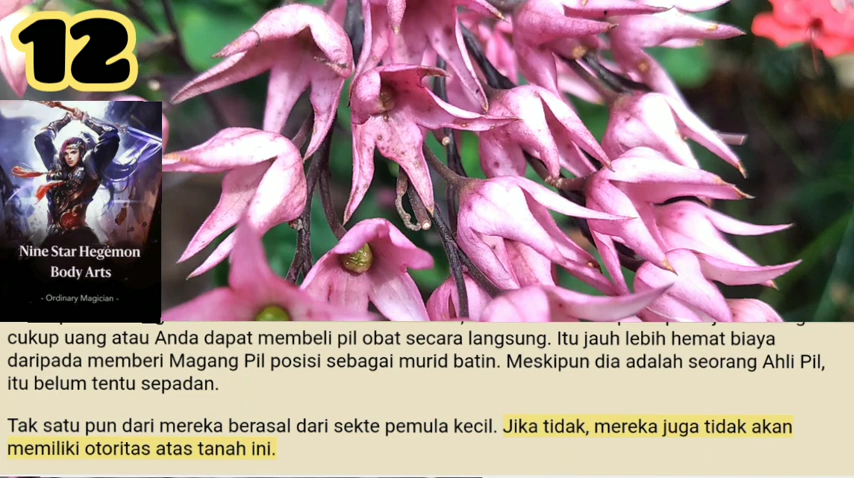 12
Nine Star Hegemon
Body Arts
- Ordinary Magician -
cukup uang atau Anda dapat membeli pil obat secara langsung. Itu jauh lebih hemat biaya
daripada memberi Magang Pil posisi sebagai murid batin. Meskipun dia adalah seorang Ahli Pil,
itu belum tentu sepadan.
Tak satu pun dari mereka berasal dari sekte pemula kecil. Jika tidak, mereka juga tidak akan
memiliki otoritas atas tanah ini.